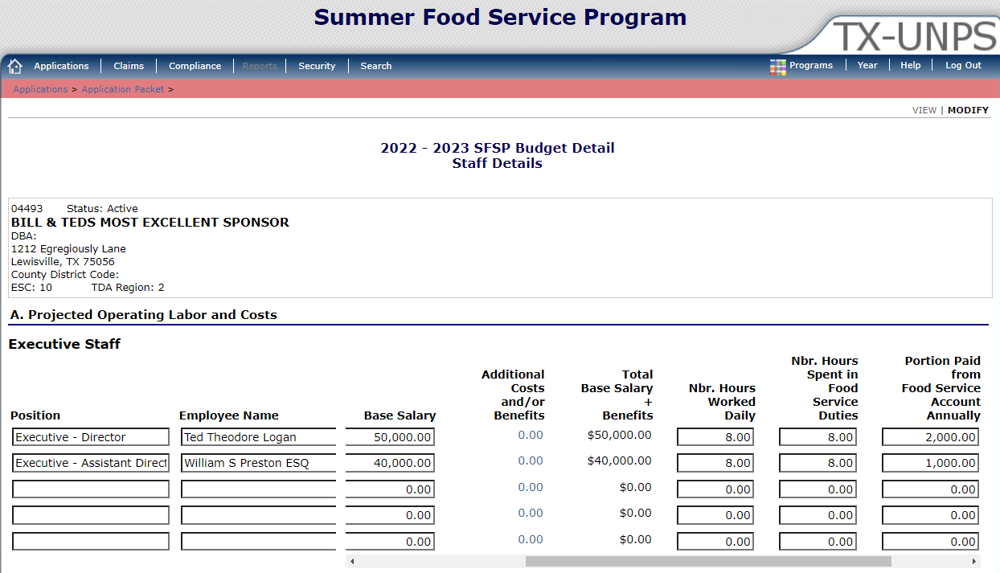 Summer Food Service Program
TX-UNPS
Applications | Claims | Compliance | Reports | Security | Search Programs | Year | Help | Log Out
Applications > Application Packet >
VIEW | MODIFY
2022 - 2023 SFSP Budget Detail
Staff Details
04493 Status: Active
BILL & TEDS MOST EXCELLENT SPONSOR
DBA:
1212 Egregiously Lane
Lewisville, TX 75056
County District Code:
ESC: 10 TDA Region: 2
A. Projected Operating Labor and Costs
Executive Staff
Position
Employee Name
Base Salary
Additional
Costs
and/or
Benefits
Total
Base Salary
+
Benefits
Nbr. Hours
Worked
Daily
Nbr. Hours
Spent in
Food
Service
Duties
Portion Paid
from
Food Service
Account
Annually
Executive - Director Ted Theodore Logan 50,000.00 0.00 $50,000.00 8.00 8.00 2,000.00
Executive - Assistant Direct William S Preston ESQ 40,000.00 0.00 $40,000.00 8.00 8.00 1,000.00
0.00 0.00 $0.00 0.00 0.00 0.00
0.00 0.00 $0.00 0.00 0.00 0.00
0.00 0.00 $0.00 0.00 0.00 0.00